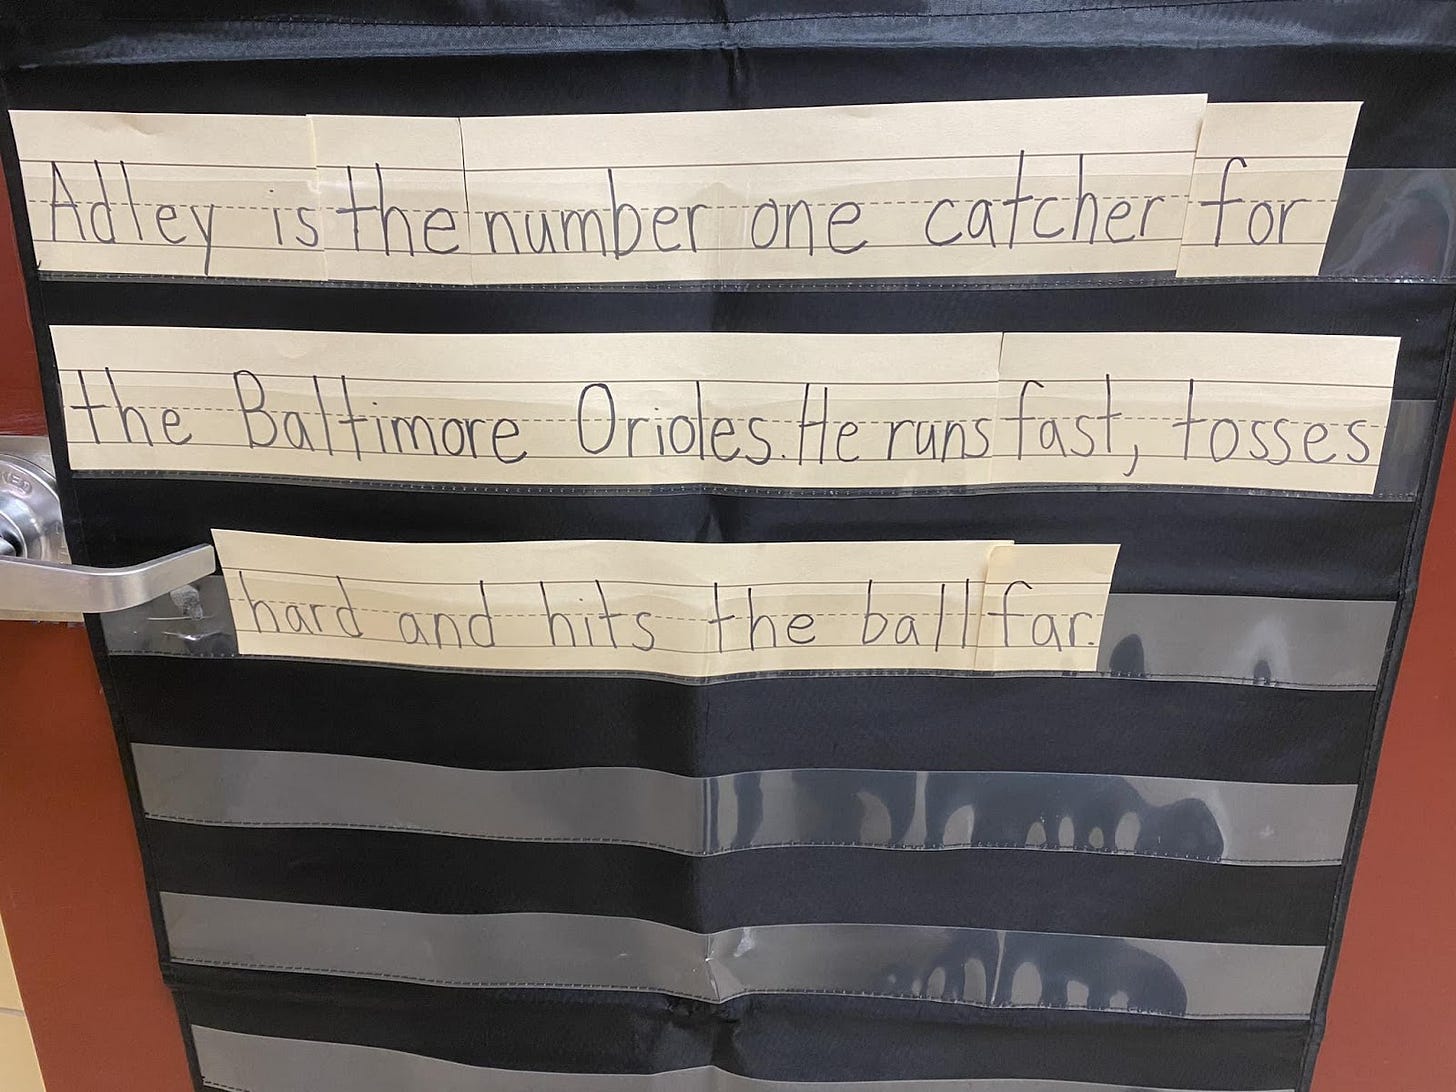 Adley is the number one catcher for
the Baltimore Orioles. He runs fast, tosses
hard and hits the ball far.